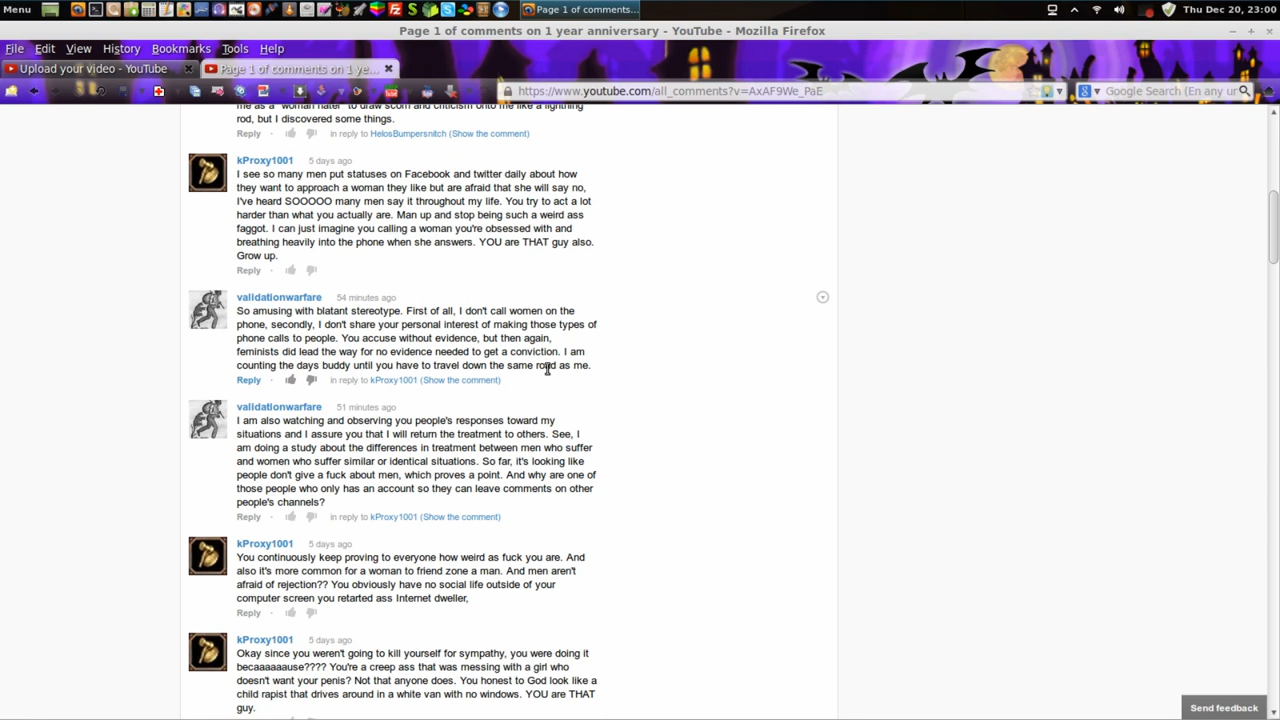 Menu
Page 1 of comments...
Thu Dec 20, 23:00
Page 1 of comments on 1 year anniversary - YouTube - Mozilla Firefox
File Edit View History Bookmarks Tools Help
Upload your video - YouTube
Page 1 of comments on 1 ye...
https://www.youtube.com/all_comments?v=AxAF9We_PaE
Google Search (En any ur
me as a "woman hater" to draw scorn and criticism onto me like a lightning
rod, but I discovered some things.
Reply · in reply to HelosBumpersnitch (Show the comment)
kProxy1001 5 days ago
I see so many men put statuses on Facebook and twitter daily about how
they want to approach a woman they like but are afraid that she will say no,
I've heard SOOOOO many men say it throughout my life. You try to act a lot
harder than what you actually are. Man up and stop being such a weird ass
faggot. I can just imagine you calling a woman you're obsessed with and
breathing heavily into the phone when she answers. YOU are THAT guy also.
Grow up.
Reply ·
validationwarfare 54 minutes ago
So amusing with blatant stereotype. First of all, I don't call women on the
phone, secondly, I don't share your personal interest of making those types of
phone calls to people. You accuse without evidence, but then again,
feminists did lead the way for no evidence needed to get a conviction. I am
counting the days buddy until you have to travel down the same road as me.
Reply · in reply to kProxy1001 (Show the comment)
validationwarfare 51 minutes ago
I am also watching and observing you people's responses toward my
situations and I assure you that I will return the treatment to others. See, I
am doing a study about the differences in treatment between men who suffer
and women who suffer similar or identical situations. So far, it's looking like
people don't give a fuck about men, which proves a point. And why are one of
those people who only has an account so they can leave comments on other
people's channels?
Reply · in reply to kProxy1001 (Show the comment)
kProxy1001 5 days ago
You continuously keep proving to everyone how weird as fuck you are. And
also it's more common for a woman to friend zone a man. And men aren't
afraid of rejection?? You obviously have no social life outside of your
computer screen you retarted ass Internet dweller,
Reply ·
kProxy1001 5 days ago
Okay since you weren't going to kill yourself for sympathy, you were doing it
becaaaaaause???? You're a creep ass that was messing with a girl who
doesn't want your penis? Not that anyone does. You honest to God look like a
child rapist that drives around in a white van with no windows. YOU are THAT
guy.
Send feedback